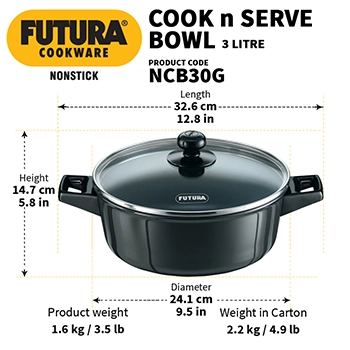 FUTURA®
COOKWARE
NONSTICK
COOK n SERVE
BOWL 3 LITRE
PRODUCT CODE
NCB30G
Length
32.6 cm
12.8 in
Height
14.7 cm
5.8 in
FUTURA
Diameter
24.1 cm
9.5 in
Product weight
1.6 kg / 3.5 lb
Weight in Carton
2.2 kg / 4.9 lb